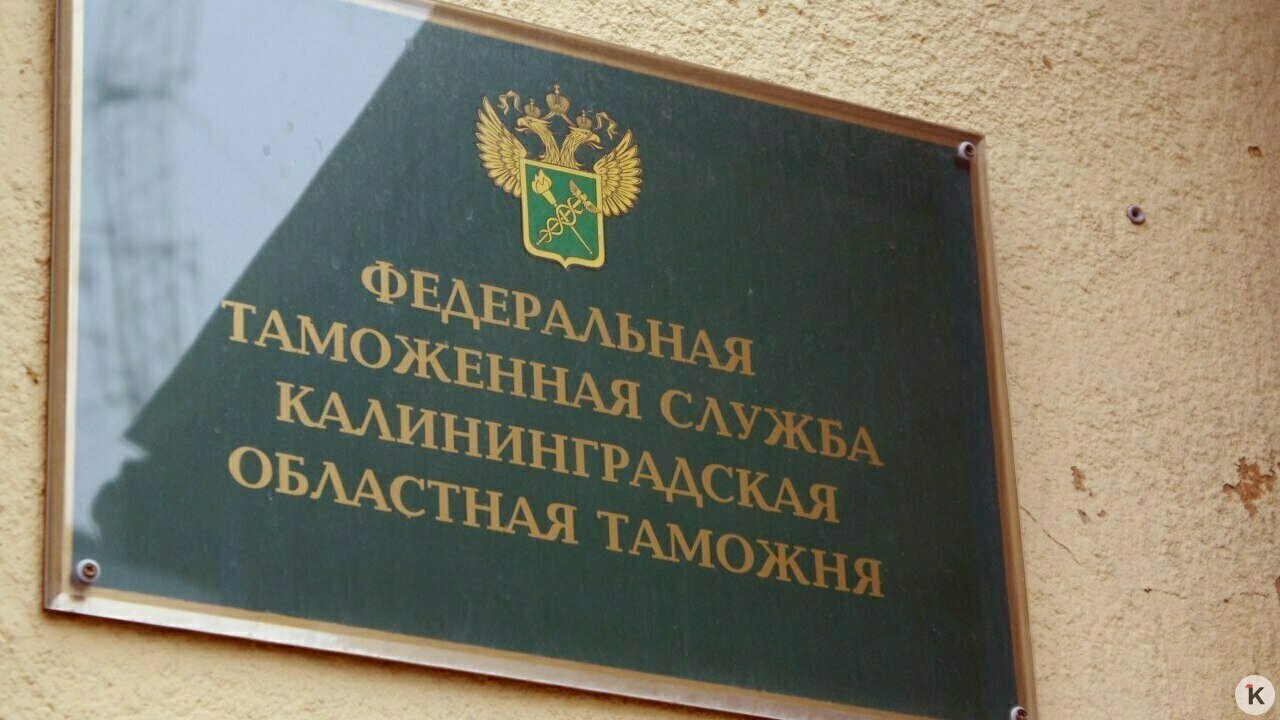 ФЕДЕРАЛЬНАЯ
ТАМОЖЕННАЯ СЛУЖБА
КАЛИНИНГРАДСКАЯ
ОБЛАСТНАЯ ТАМОЖНЯ
K